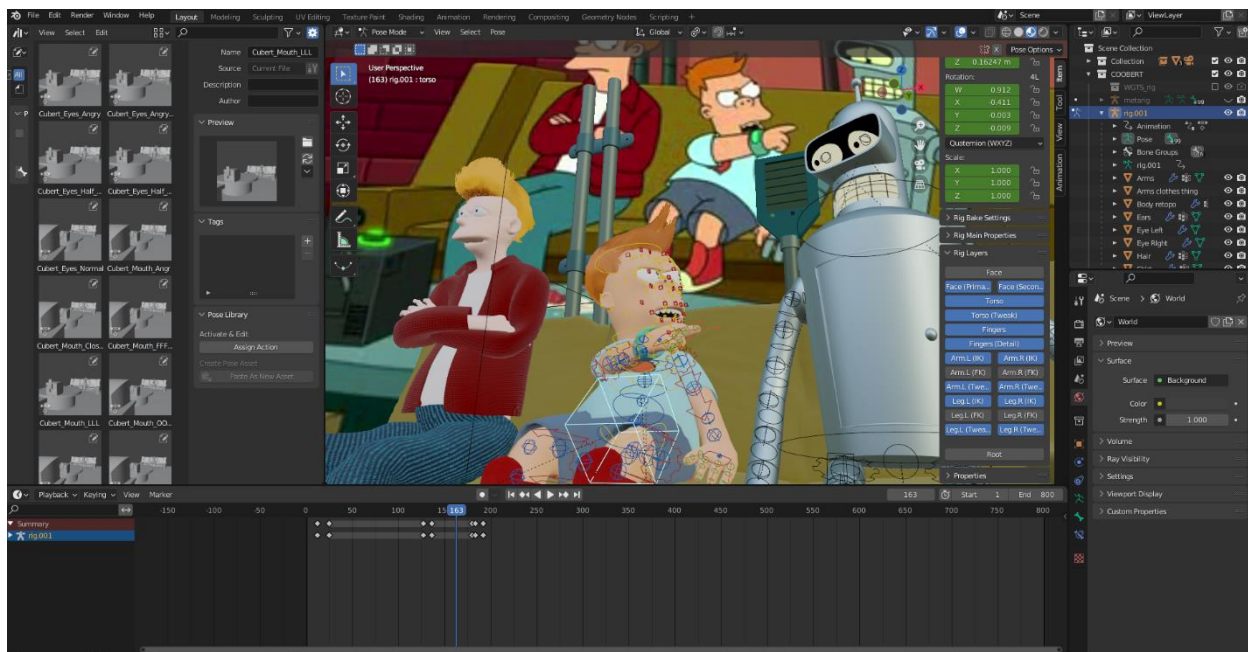 File Edit Render Window Help Layout Modeling Sculpting UV Editing Texture Paint Shading Animation Rendering Compositing Geometry Nodes Scripting + Scene ViewLayer
View Select Edit
Name Cubert_Mouth_LLL
Source Current File
Description
Author
Preview
Tags
Pose Library
Activate & Edit
Assign Action
Create Pose Asset
Paste As New Asset
Cubert_Eyes_Angry Cubert_Eyes_Angry...
Cubert_Eyes_Half_... Cubert_Eyes_Half_...
Cubert_Eyes_Normal Cubert_Mouth_Angr
Cubert_Mouth_Clos... Cubert_Mouth_FFF...
Cubert_Mouth_LLL Cubert_Mouth_OO...
Pose Mode View Select Pose Global
Pose Options
User Perspective
(163) rig.001 : torso
Z 0.16247 m
Rotation: 4L
W 0.912
X -0.411
Y -0.003
Z -0.009
Quaternion (WXYZ)
Scale:
X 1.000
Y 1.000
Z 1.000
Rig Bake Settings
Rig Main Properties
Rig Layers
Face
Face (Prima... Face (Secon...
Torso
Torso (Tweak)
Fingers
Fingers (Detail)
Arm.L (IK) Arm.R (IK)
Arm.L (FK) Arm.R (FK)
Arm.L (Twe... Arm.R (Twe...
Leg.L (IK) Leg.R (IK)
Leg.L (FK) Leg.R (FK)
Leg.L (Twea... Leg.R (Twe...
Root
Properties
Item
Tool
View
Animation
Scene Collection
Collection
COOBERT
WGTS_rig
metarig
rig.001
Animation
Pose
Bone Groups
rig.001
Arms
Arms clothes thing
Body retopo
Ears
Eye Left
Eye Right
Hair
Scene World
World
Preview
Surface
Surface Background
Color
Strength 1.000
Volume
Ray Visibility
Settings
Viewport Display
Custom Properties
Playback Keying View Marker 163 Start 1 End 800
-150 -100 -50 0 50 100 163 200 250 300 350 400 450 500 550 600 650 700 750 800
Summary
rig.001